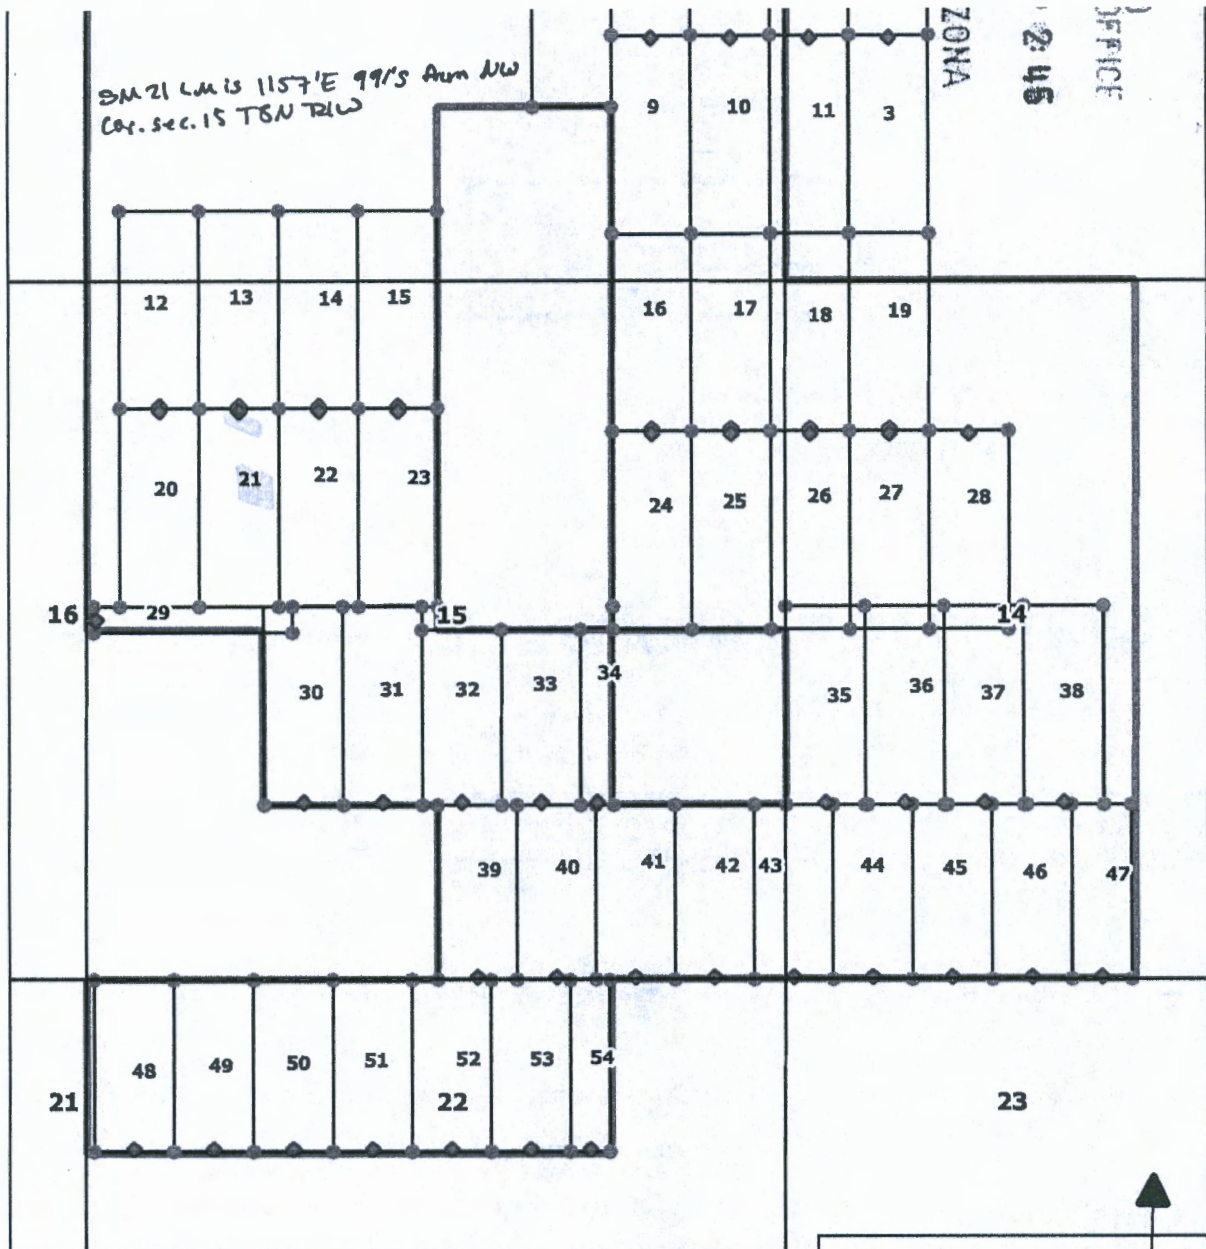 SM 21 LM is 1157'E 991'S from NW
Cor. sec. 15 T8N R1W
ZONA
2:45
OFFICE
9 10 11 3
12 13 14 15
16 17 18 19
20 21 22 23
24 25 26 27 28
16 29 15 14
30 31 32 33 34 35 36 37 38
39 40 41 42 43 44 45 46 47
48 49 50 51 52 53 54
21 22 23